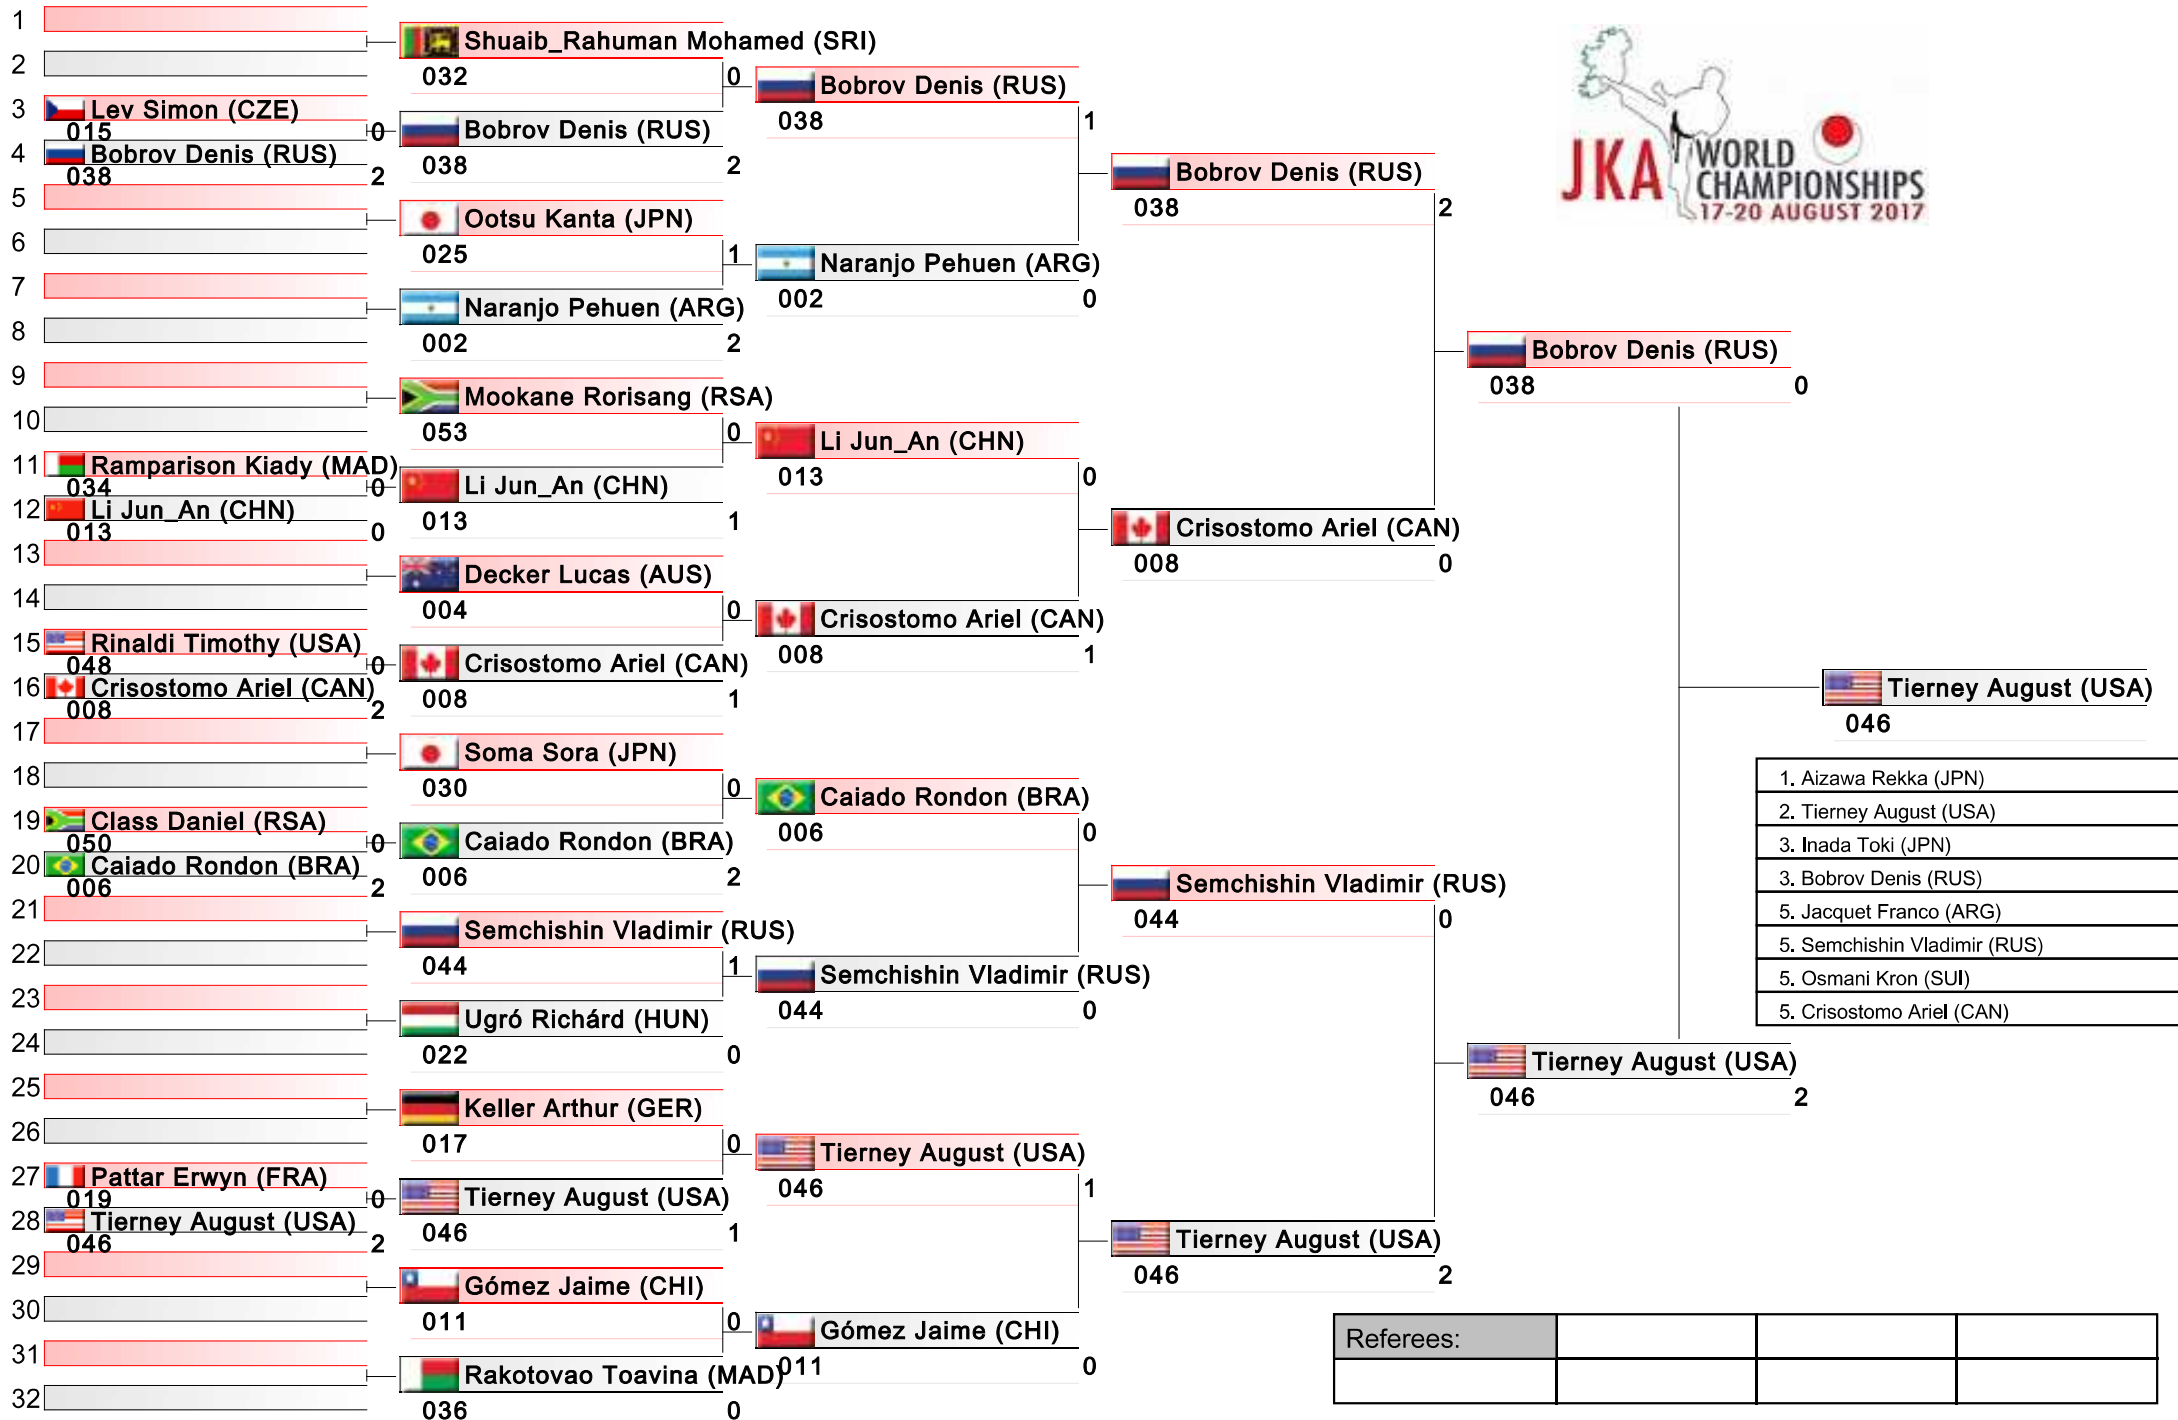 1
2
3 Lev Simon (CZE)
015 0
4 Bobrov Denis (RUS)
038 2
5
6
7
8
9
10
11 Ramparison Kiady (MAD)
034 0
12 Li Jun_An (CHN)
013 0
13
14
15 Rinaldi Timothy (USA)
048 0
16 Crisostomo Ariel (CAN)
008 2
17
18
19 Class Daniel (RSA)
050 0
20 Caiado Rondon (BRA)
006 2
21
22
23
24
25
26
27 Pattar Erwyn (FRA)
019 0
28 Tierney August (USA)
046 2
29
30
31
32
Shuaib_Rahuman Mohamed (SRI)
032 0
Bobrov Denis (RUS)
038 2
Ootsu Kanta (JPN)
025 1
Naranjo Pehuen (ARG)
002 2
Mookane Rorisang (RSA)
053 0
Li Jun_An (CHN)
013 1
Decker Lucas (AUS)
004 0
Crisostomo Ariel (CAN)
008 1
Soma Sora (JPN)
030 0
Caiado Rondon (BRA)
006 2
Semchishin Vladimir (RUS)
044 1
Ugró Richárd (HUN)
022 0
Keller Arthur (GER)
017 0
Tierney August (USA)
046 1
Gómez Jaime (CHI)
011 0
Rakotovao Toavina (MAD)
036 0
Bobrov Denis (RUS)
038 1
Naranjo Pehuen (ARG)
002 0
Li Jun_An (CHN)
013 0
Crisostomo Ariel (CAN)
008 1
Caiado Rondon (BRA)
006 0
Semchishin Vladimir (RUS)
044 0
Tierney August (USA)
046 1
Gómez Jaime (CHI)
011 0
Bobrov Denis (RUS)
038 2
Crisostomo Ariel (CAN)
008 0
Semchishin Vladimir (RUS)
044 0
Tierney August (USA)
046 2
Bobrov Denis (RUS)
038 0
Tierney August (USA)
046 2
Tierney August (USA)
046
JKA WORLD
CHAMPIONSHIPS
17-20 AUGUST 2017
1. Aizawa Rekka (JPN)
2. Tierney August (USA)
3. Inada Toki (JPN)
3. Bobrov Denis (RUS)
5. Jacquet Franco (ARG)
5. Semchishin Vladimir (RUS)
5. Osmani Kron (SUI)
5. Crisostomo Ariel (CAN)
Referees: